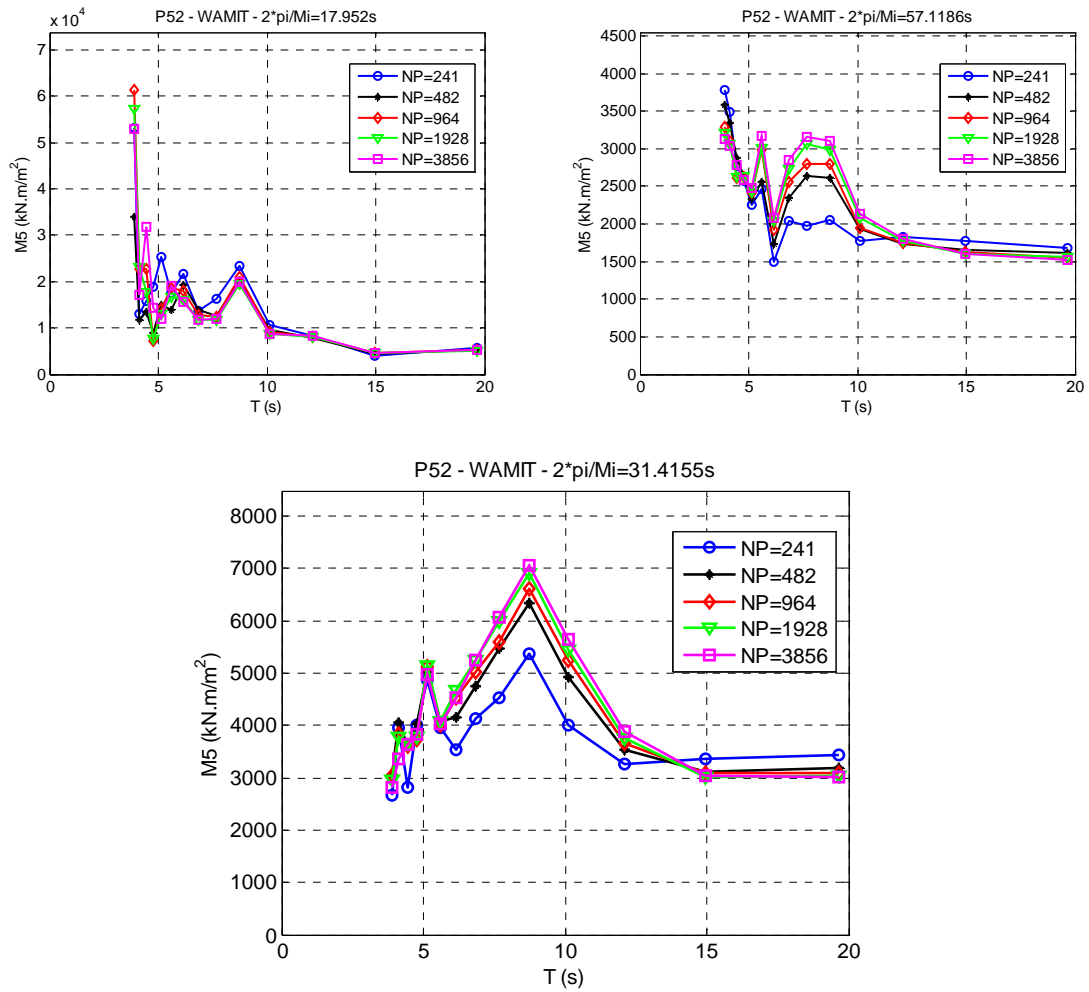 P52 - WAMIT - 2*pi/Mi=17.952s
x 10^4
7
6
5
4
3
2
1
0
M5 (kN.m/m²)
NP=241
NP=482
NP=964
NP=1928
NP=3856
0 5 10 15 20
T (s)
P52 - WAMIT - 2*pi/Mi=57.1186s
4500
4000
3500
3000
2500
2000
1500
1000
500
0
M5 (kN.m/m²)
NP=241
NP=482
NP=964
NP=1928
NP=3856
0 5 10 15 20
T (s)
P52 - WAMIT - 2*pi/Mi=31.4155s
8000
7000
6000
5000
4000
3000
2000
1000
0
M5 (kN.m/m²)
NP=241
NP=482
NP=964
NP=1928
NP=3856
0 5 10 15 20
T (s)